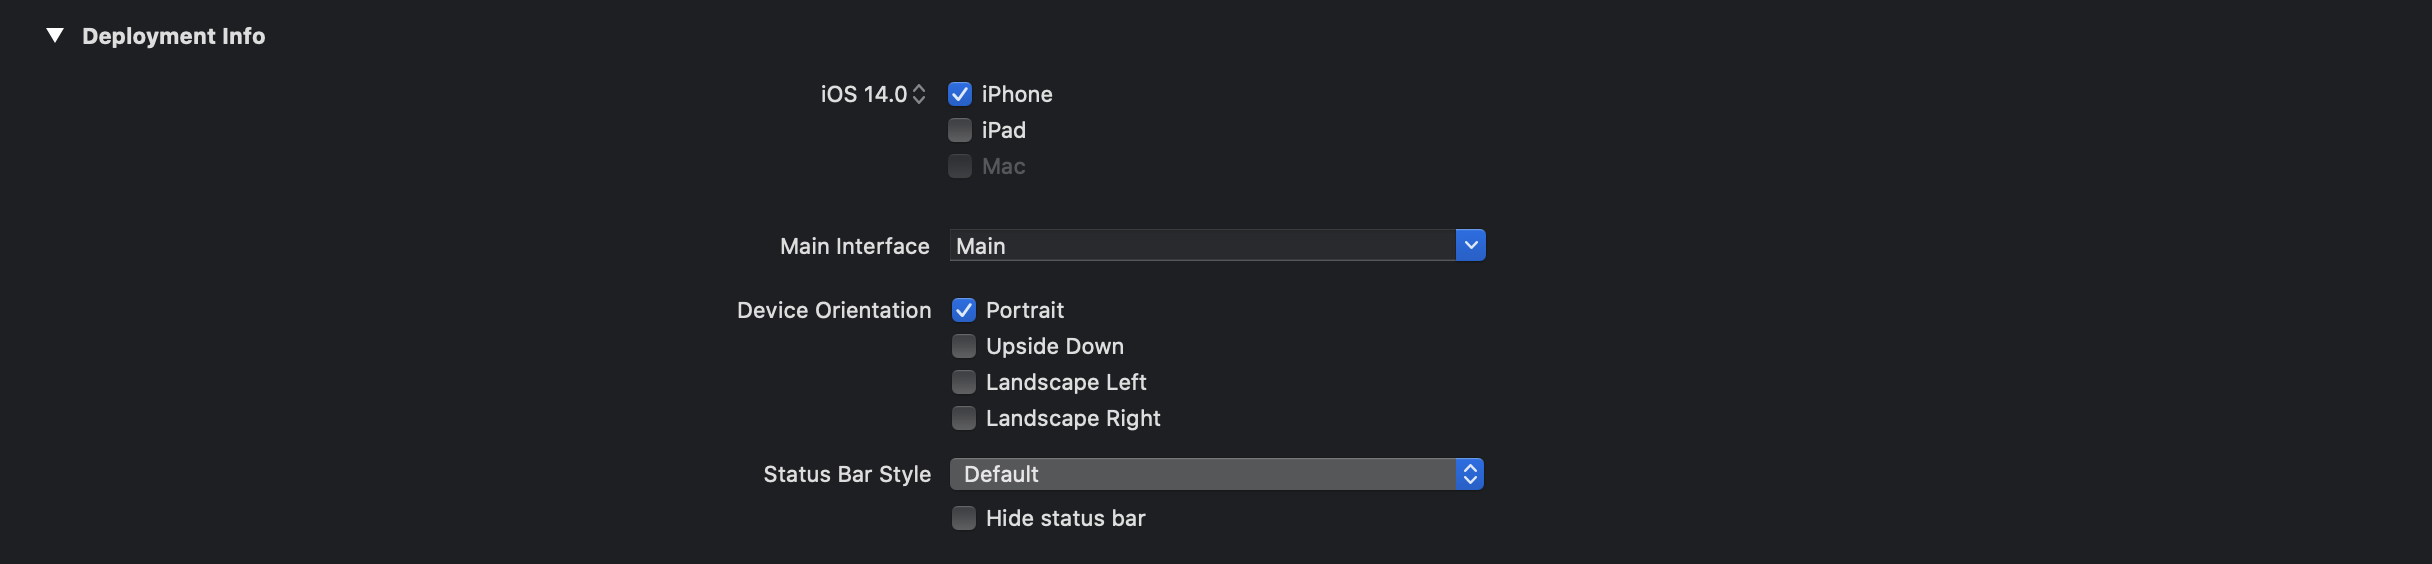 Deployment Info
iOS 14.0 iPhone
iPad
Mac
Main Interface Main
Device Orientation Portrait
Upside Down
Landscape Left
Landscape Right
Status Bar Style Default
Hide status bar